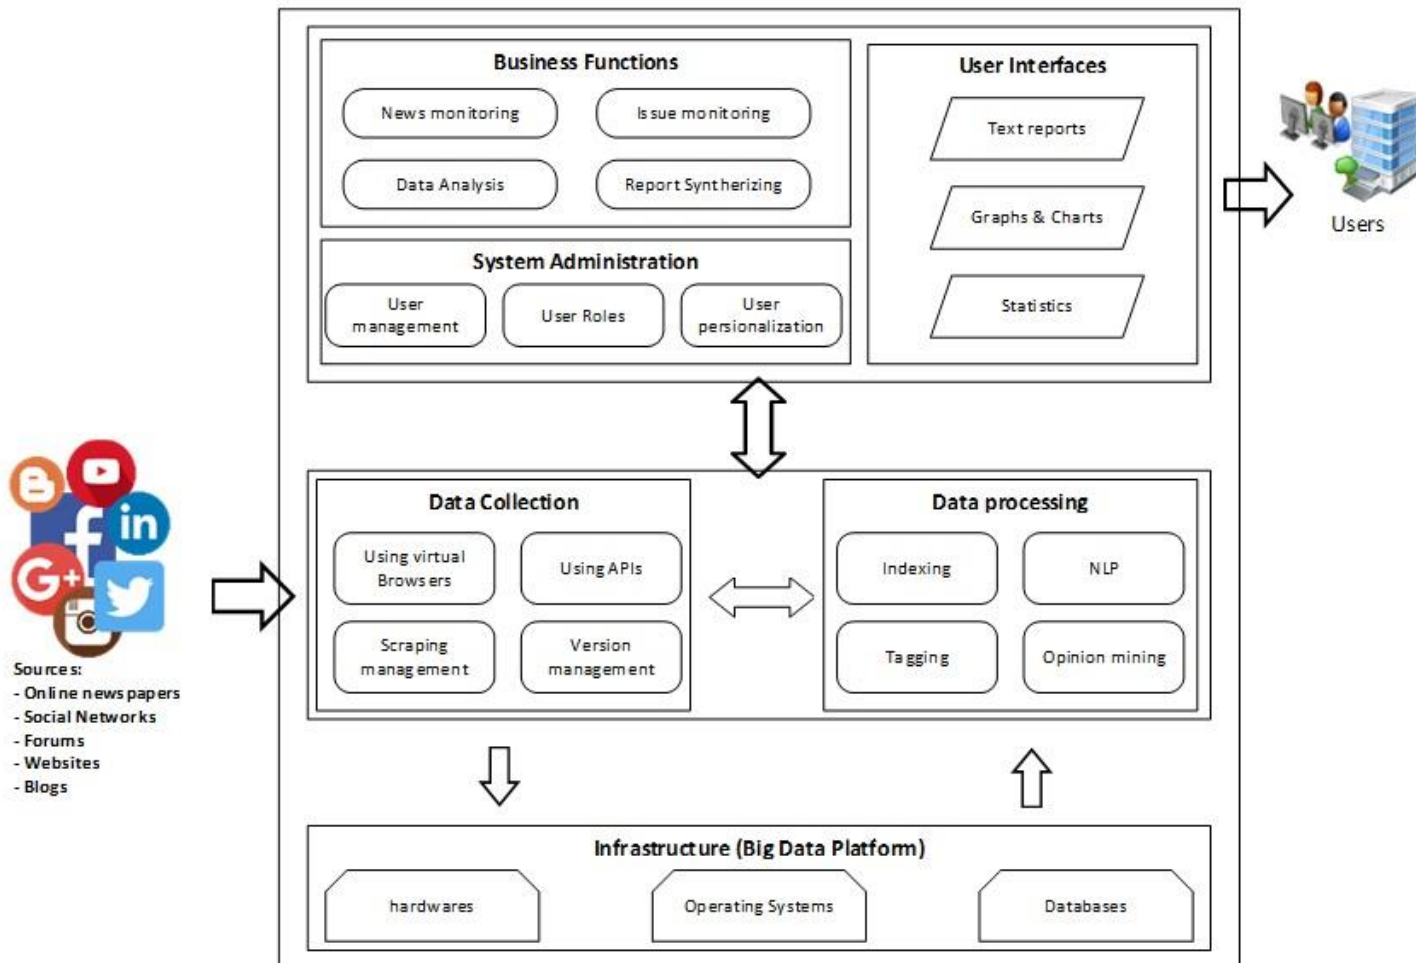 Business Functions
News monitoring
Issue monitoring
Data Analysis
Report Syntherizing
System Administration
User
management
User Roles
User
persionalization
User Interfaces
Text reports
Graphs & Charts
Statistics
Users
in
f
G+
Sources:
- Online newspapers
- Social Networks
- Forums
- Websites
- Blogs
Data Collection
Using virtual
Browsers
Using APIs
Scraping
management
Version
management
Data processing
Indexing
NLP
Tagging
Opinion mining
Infrastructure (Big Data Platform)
hardwares
Operating Systems
Databases